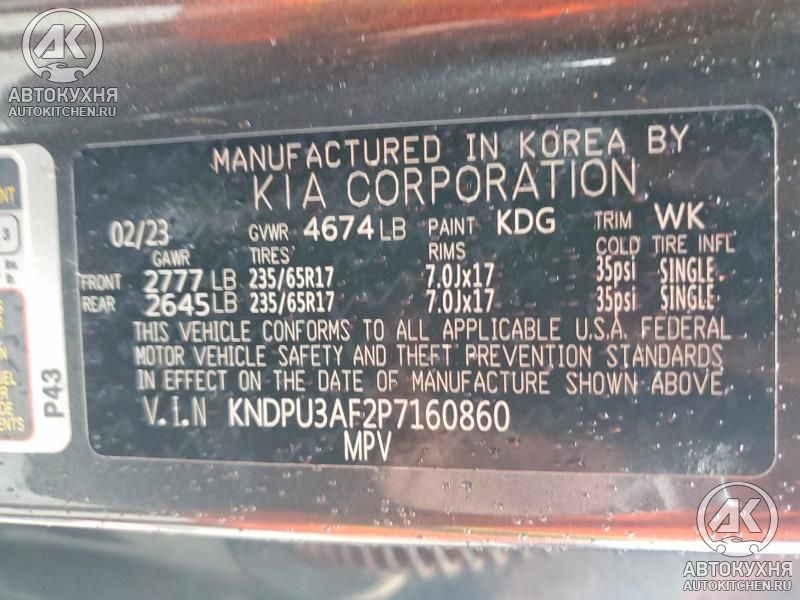 AK
АВТОКУХНЯ
AUTOKITCHEN.RU
MANUFACTURED IN KOREA BY
KIA CORPORATION
02/23 GVWR 4674 LB PAINT KDG TRIM WK
GAWR TIRES RIMS COLD TIRE INFL
FRONT 2777 LB 235/65R17 7.0Jx17 35psi SINGLE
REAR 2645 LB 235/65R17 7.0Jx17 35psi SINGLE
THIS VEHICLE CONFORMS TO ALL APPLICABLE U.S.A. FEDERAL
MOTOR VEHICLE SAFETY AND THEFT PREVENTION STANDARDS
IN EFFECT ON THE DATE OF MANUFACTURE SHOWN ABOVE.
V.I.N KNDPU3AF2P7160860
MPV
P43
3
AK
АВТОКУХНЯ
AUTOKITCHEN.RU